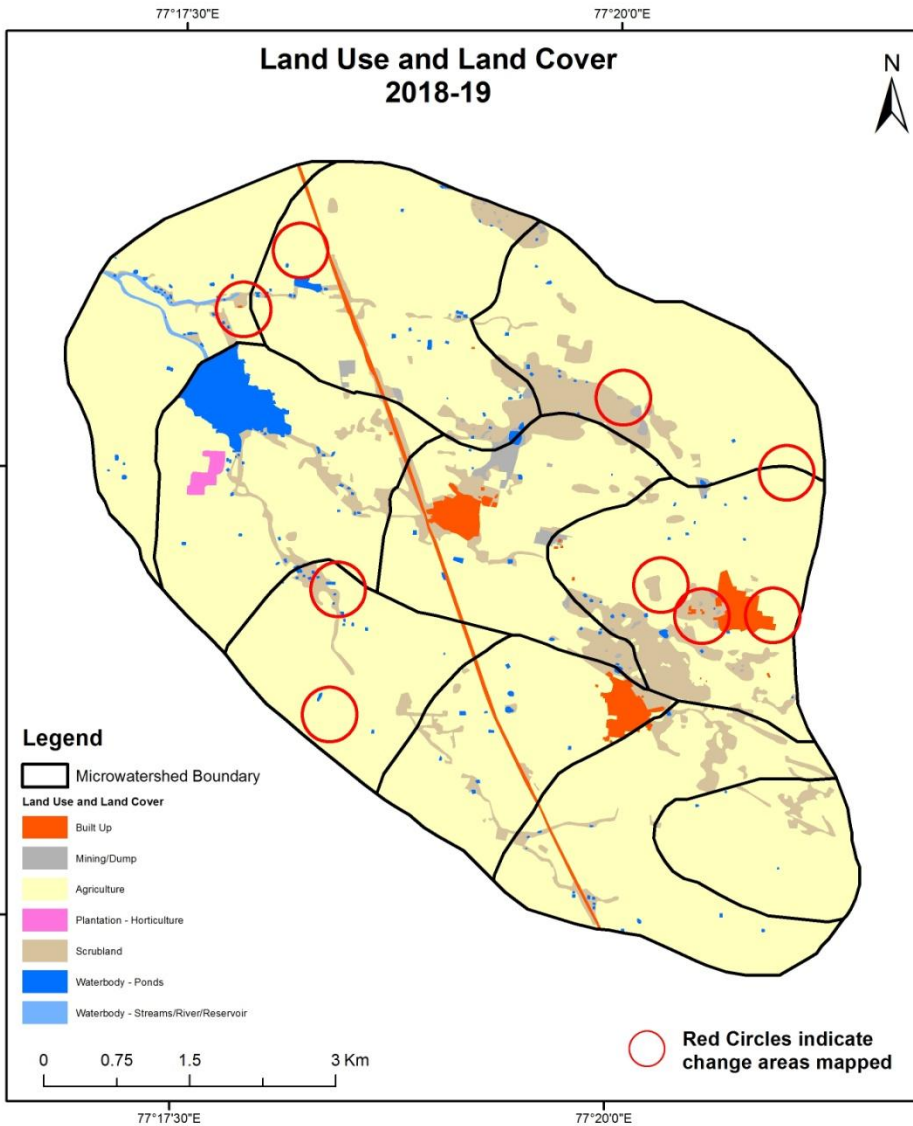 77°17'30"E
77°20'0"E
Land Use and Land Cover
2018-19
N
Legend
Microwatershed Boundary
Land Use and Land Cover
Built Up
Mining/Dump
Agriculture
Plantation - Horticulture
Scrubland
Waterbody - Ponds
Waterbody - Streams/River/Reservoir
0 0.75 1.5 3 Km
Red Circles indicate
change areas mapped
77°17'30"E
77°20'0"E